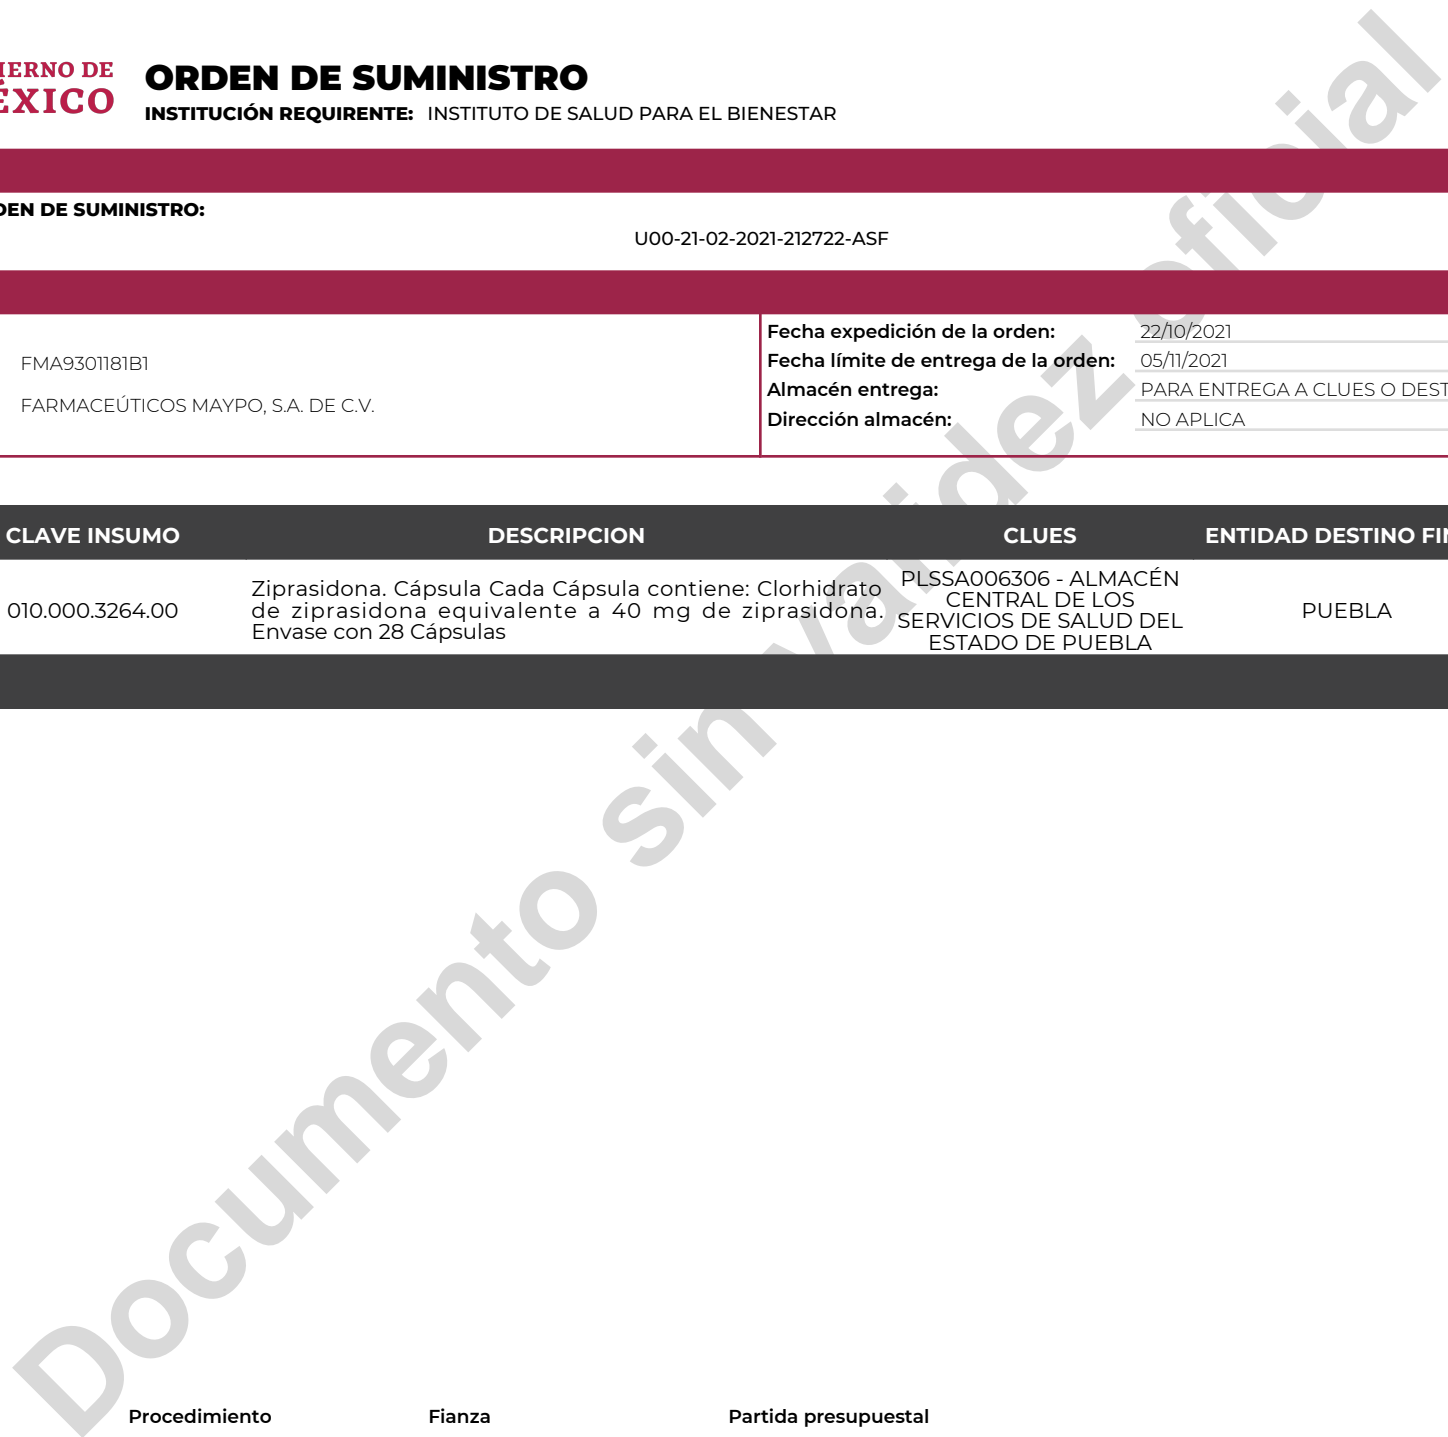 IERNO DE
ÉXICO
ORDEN DE SUMINISTRO
INSTITUCIÓN REQUIRENTE: INSTITUTO DE SALUD PARA EL BIENESTAR
DEN DE SUMINISTRO:
U00-21-02-2021-212722-ASF
FMA9301181B1
FARMACEÚTICOS MAYPO, S.A. DE C.V.
Fecha expedición de la orden: 22/10/2021
Fecha límite de entrega de la orden: 05/11/2021
Almacén entrega: PARA ENTREGA A CLUES O DEST
Dirección almacén: NO APLICA
CLAVE INSUMO DESCRIPCION CLUES ENTIDAD DESTINO FIN
010.000.3264.00
Ziprasidona. Cápsula Cada Cápsula contiene: Clorhidrato
de ziprasidona equivalente a 40 mg de ziprasidona.
Envase con 28 Cápsulas
PLSSA006306 - ALMACÉN
CENTRAL DE LOS
SERVICIOS DE SALUD DEL
ESTADO DE PUEBLA
PUEBLA
Documento sin validez oficial
Procedimiento Fianza Partida presupuestal